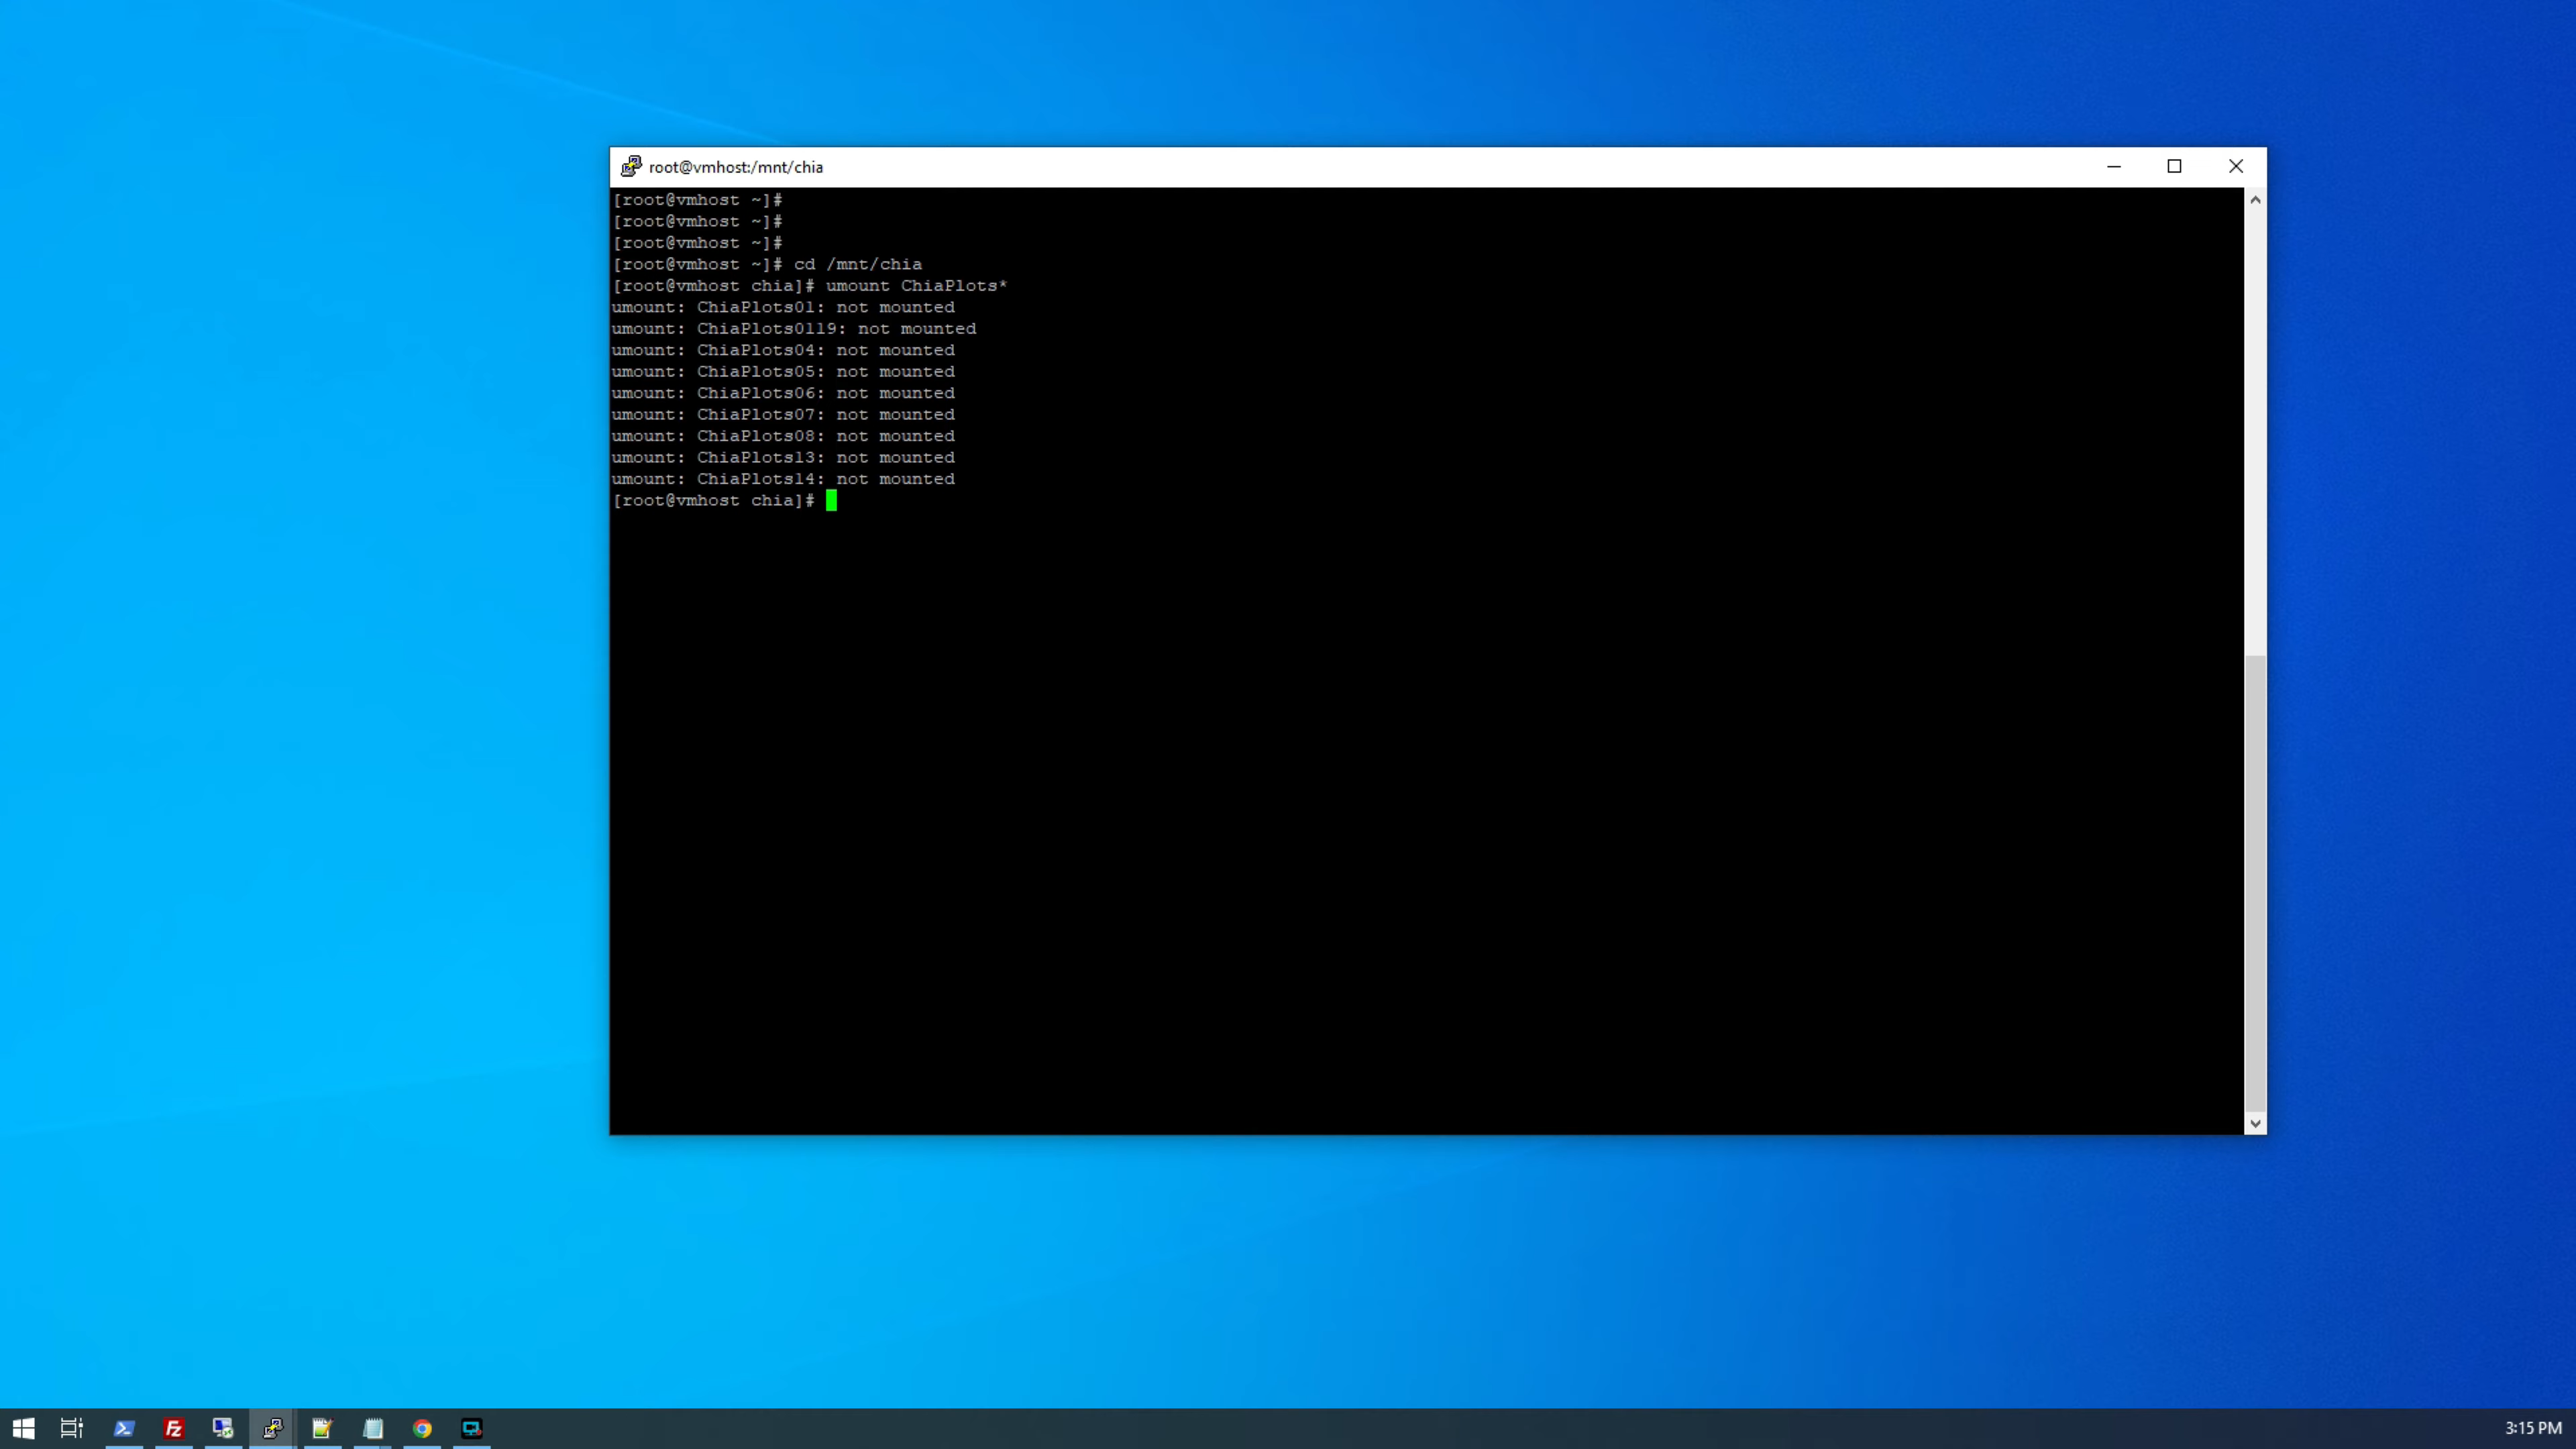 root@vmhost:/mnt/chia
[root@vmhost ~]#
[root@vmhost ~]#
[root@vmhost ~]#
[root@vmhost ~]# cd /mnt/chia
[root@vmhost chia]# umount ChiaPlots*
umount: ChiaPlots01: not mounted
umount: ChiaPlots0119: not mounted
umount: ChiaPlots04: not mounted
umount: ChiaPlots05: not mounted
umount: ChiaPlots06: not mounted
umount: ChiaPlots07: not mounted
umount: ChiaPlots08: not mounted
umount: ChiaPlots13: not mounted
umount: ChiaPlots14: not mounted
[root@vmhost chia]#
Fz
3:15 PM